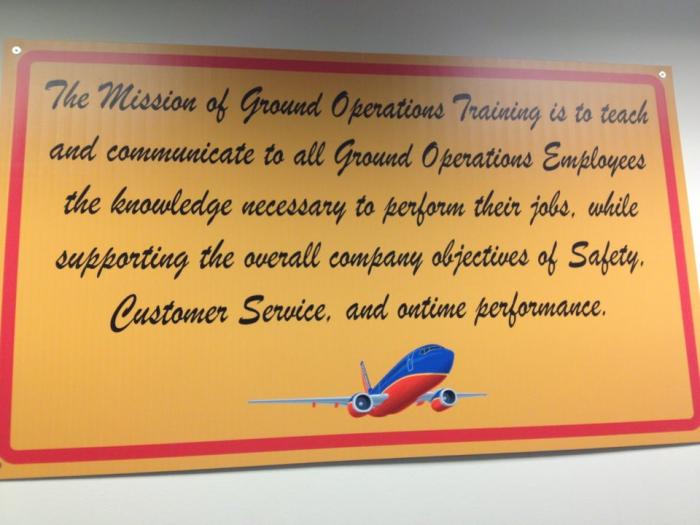 The Mission of Ground Operations Training is to teach
and communicate to all Ground Operations Employees
the knowledge necessary to perform their jobs, while
supporting the overall company objectives of Safety,
Customer Service, and ontime performance.